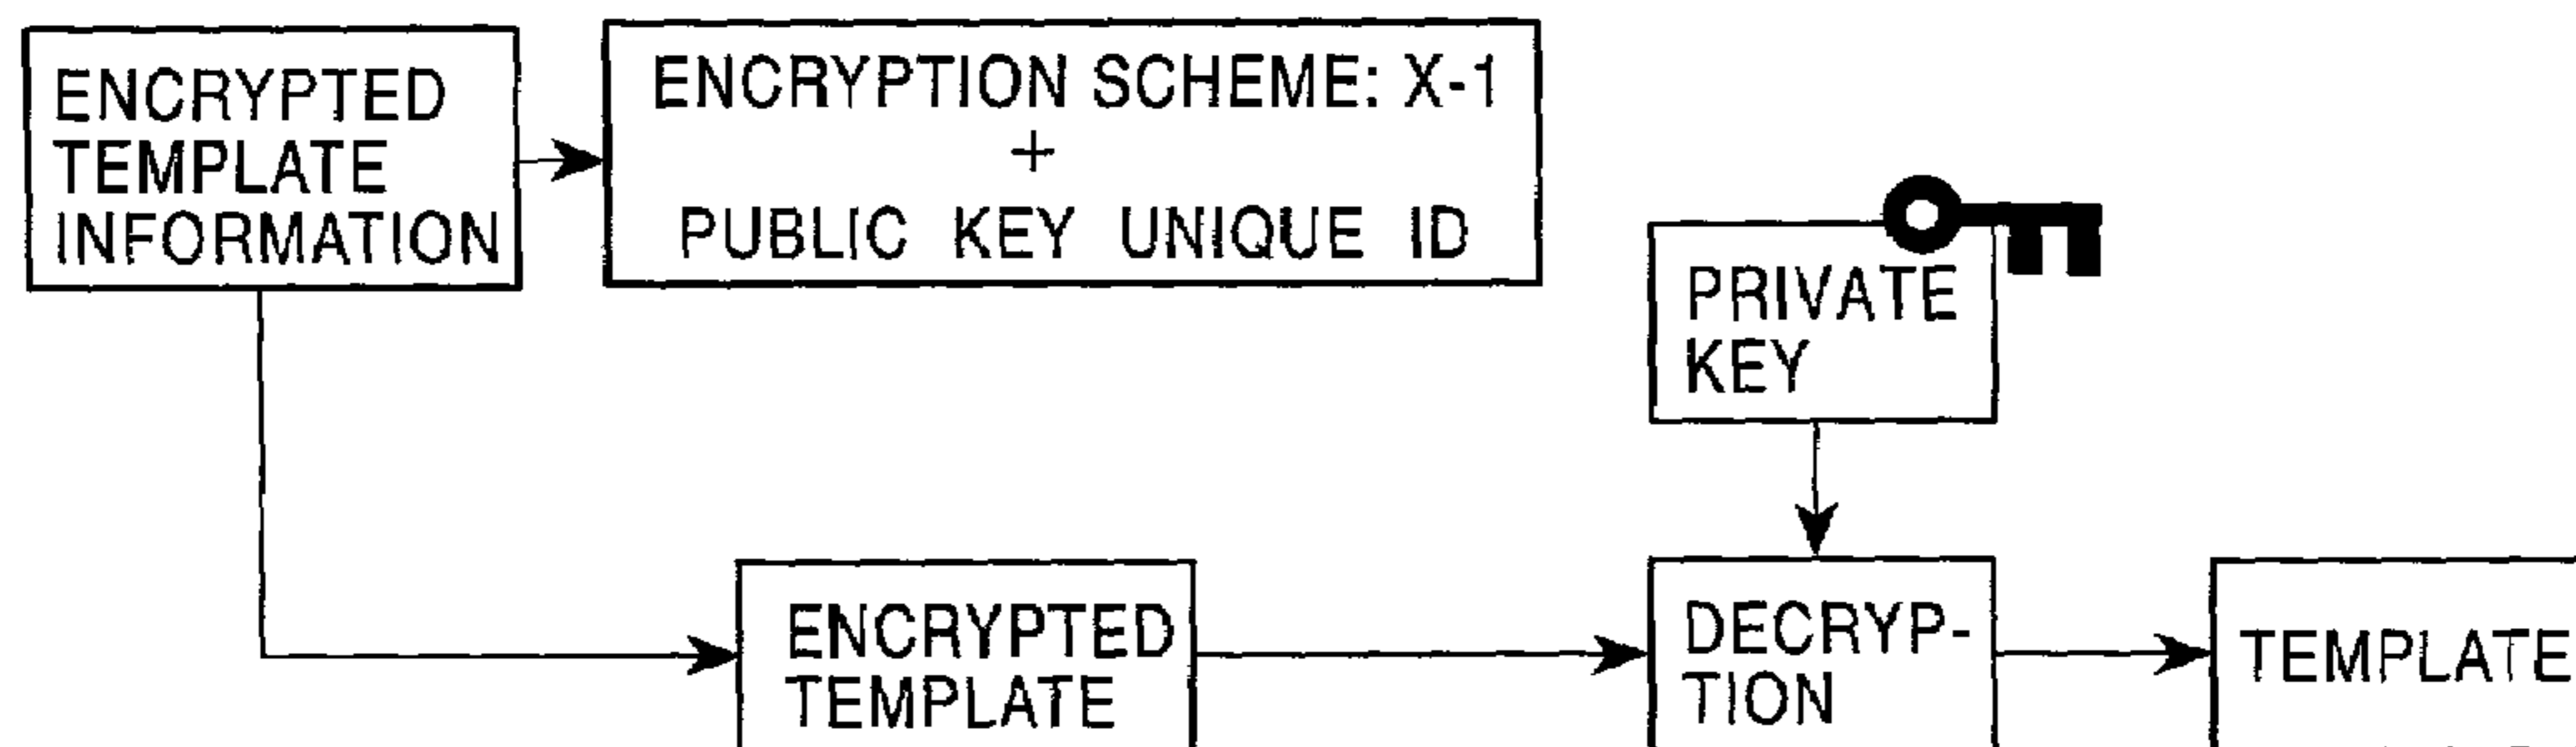 ENCRYPTED
TEMPLATE
INFORMATION
ENCRYPTION SCHEME: X-1
+
PUBLIC KEY UNIQUE ID
PRIVATE
KEY
ENCRYPTED
TEMPLATE
DECRYP-
TION
TEMPLATE